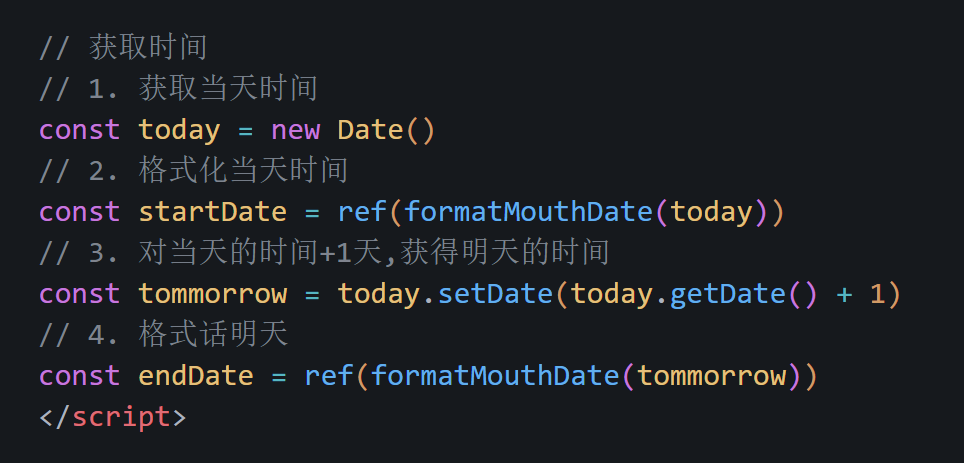 // 获取时间
// 1. 获取当天时间
const today = new Date()
// 2. 格式化当天时间
const startDate = ref(formatMouthDate(today))
// 3. 对当天的时间+1天,获得明天的时间
const tommorrow = today.setDate(today.getDate() + 1)
// 4. 格式话明天
const endDate = ref(formatMouthDate(tommorrow))
</script>